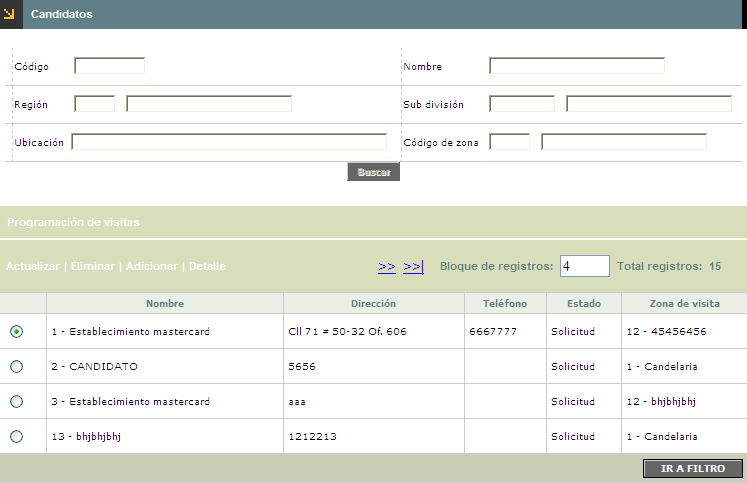 Candidatos
Código Nombre
Región Sub división
Ubicación Código de zona
Buscar
Programación de visitas
Actualizar | Eliminar | Adicionar | Detalle >> >>| Bloque de registros: 4 Total registros: 15
Nombre Dirección Teléfono Estado Zona de visita
1 - Establecimiento mastercard Cll 71 # 50-32 Of. 606 6667777 Solicitud 12 - 45456456
2 - CANDIDATO 5656 Solicitud 1 - Candelaria
3 - Establecimiento mastercard aaa Solicitud 12 - bhjbhjbhj
13 - bhjbhjbhj 1212213 Solicitud 1 - Candelaria
IR A FILTRO